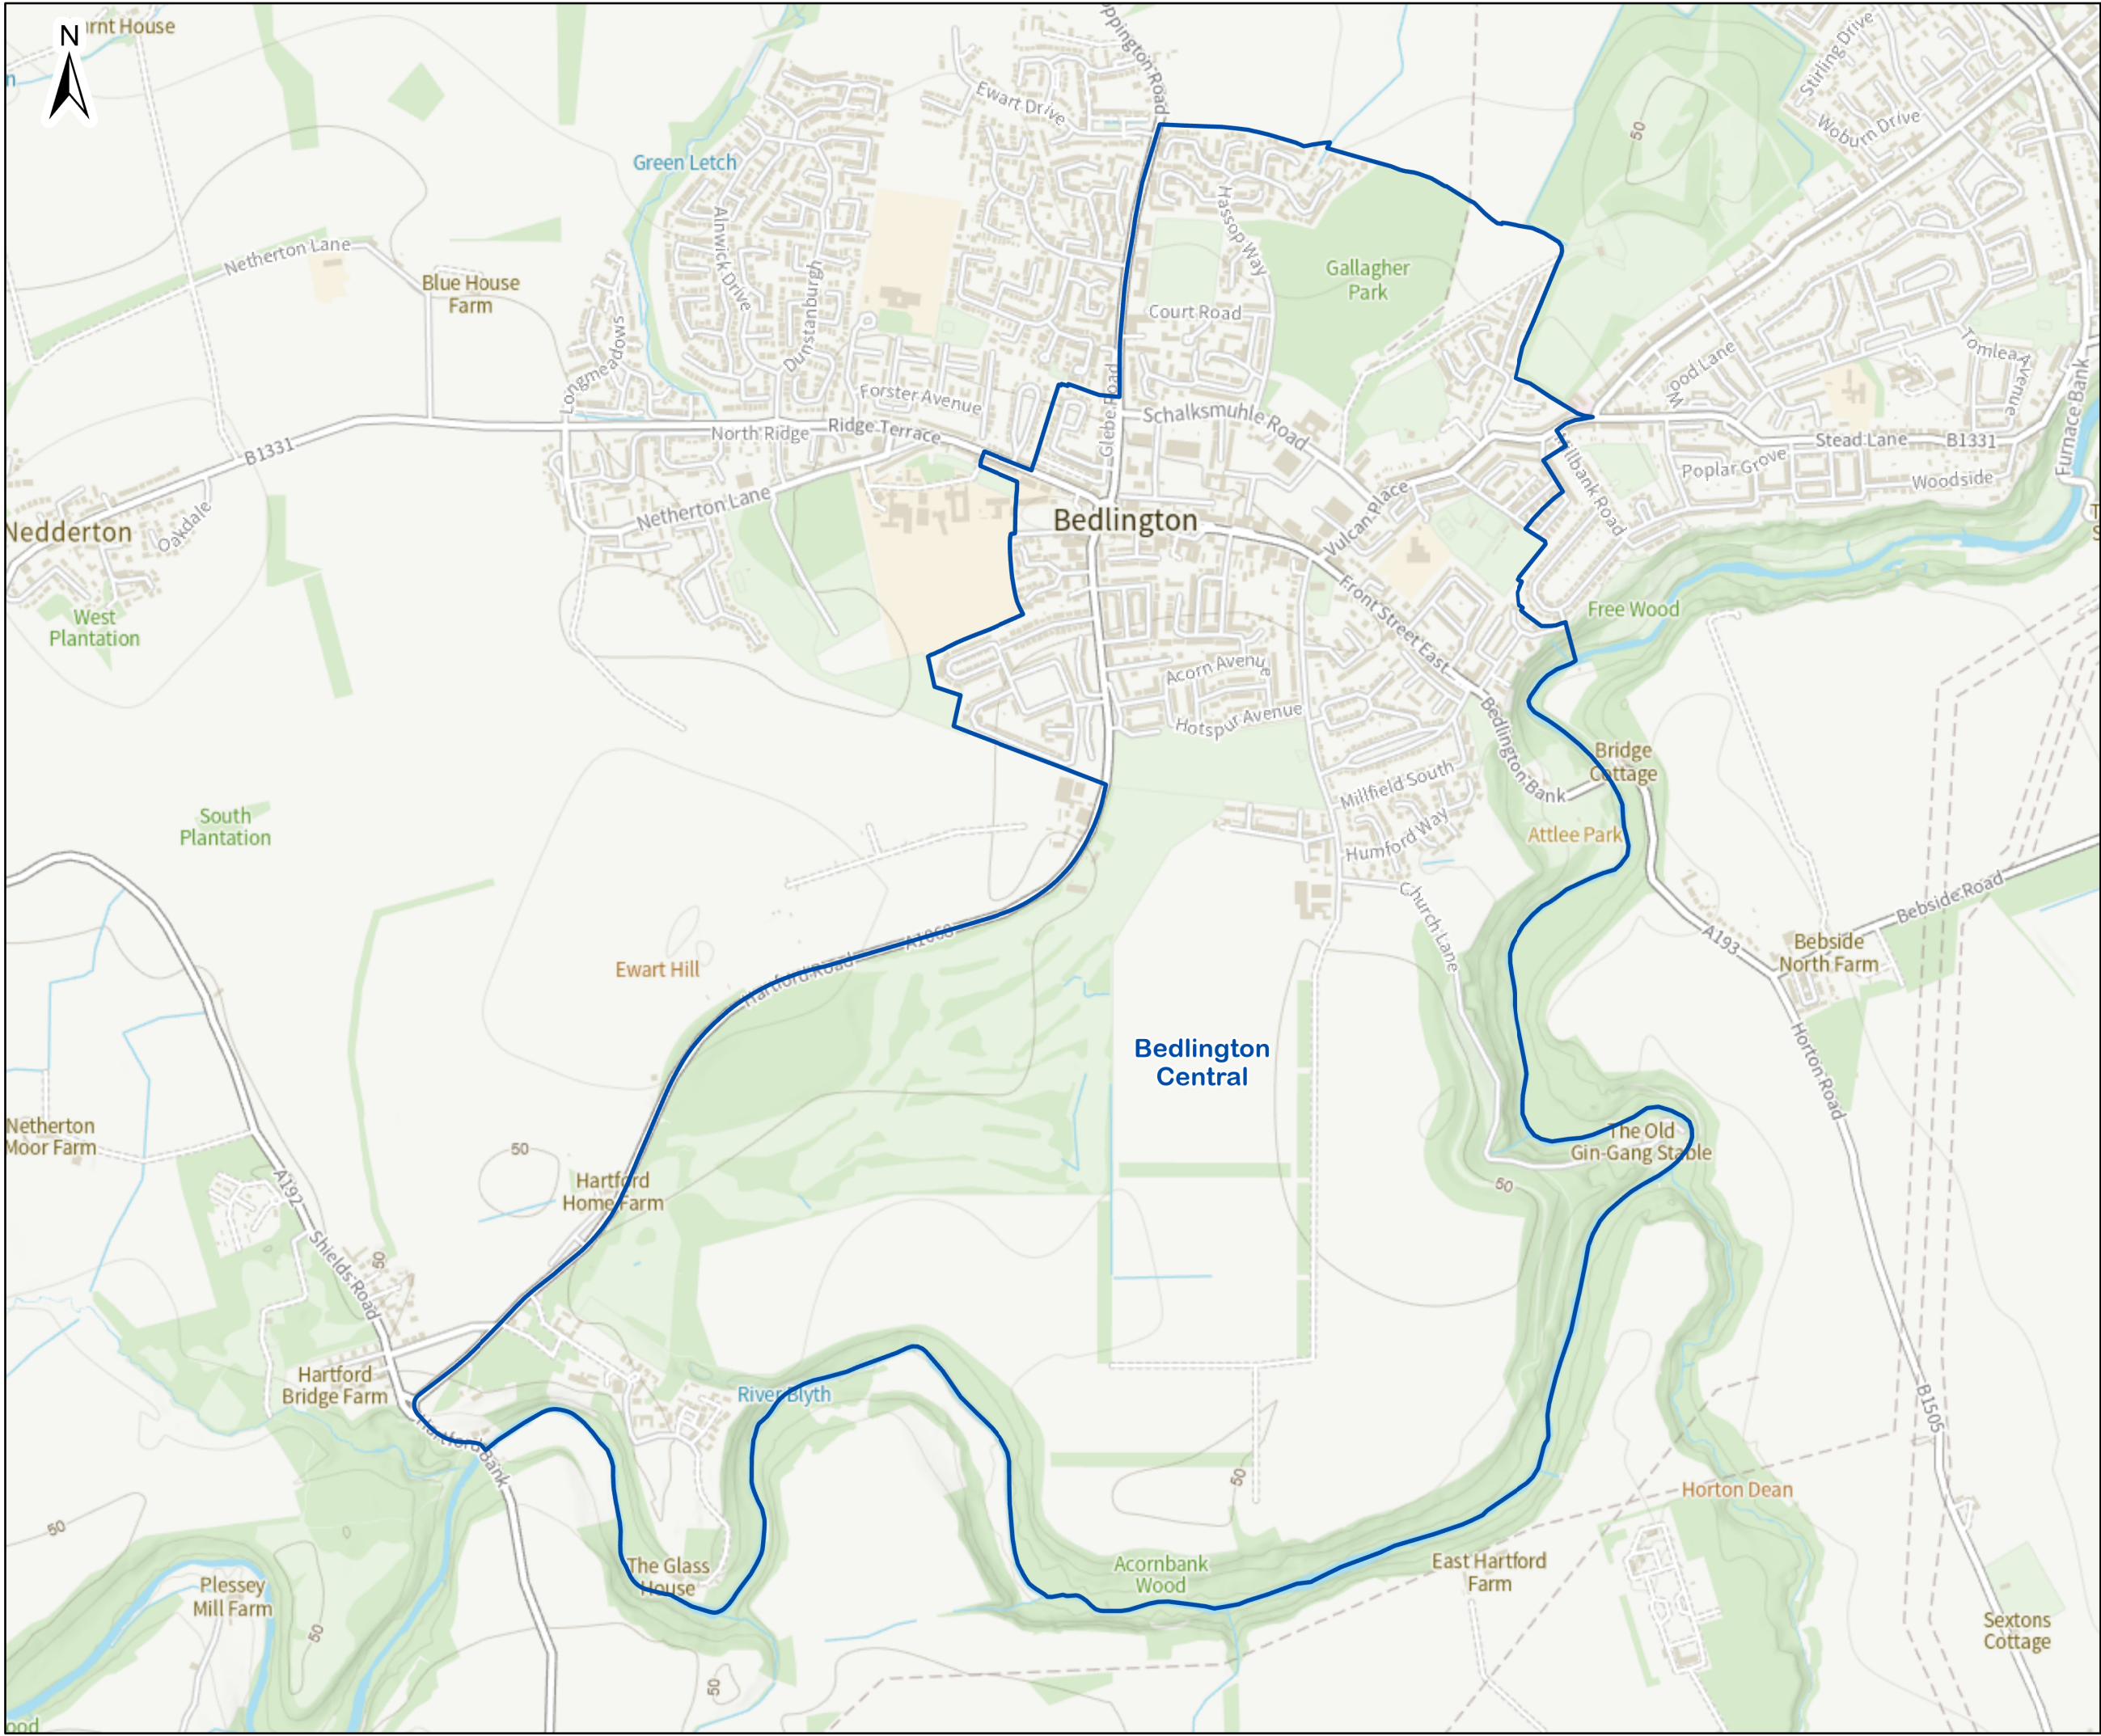 N
Burnt House
Coppington Road
Ewart Drive
Green Letch
Stirling Drive
Woburn Drive
50
Netherton Lane
Blue House
Farm
Alnwick Drive
Dunstanburgh
Longmeadows
Hassop Way
Gallagher
Park
Court Road
Forster Avenue
Glebe Road
Schalksmuhle Road
North Ridge
Ridge Terrace
B1331
Tomlea Avenue
Furnace Bank
Stead Lane
B1331
Poplar Grove
Woodside
Millbank Road
Netherton Lane
Nedderton
Oakdale
Bedlington
Vulcan Place
West
Plantation
Front Street East
Free Wood
Acorn Avenue
Hotspur Avenue
Bedlington Bank
Bridge
Cottage
Millfield South
Humford Way
Attlee Park
South
Plantation
Church Lane
Bebside Road
A193
Bebside
North Farm
Ewart Hill
A1068
Hartford Road
Horton Road
Bedlington
Central
Netherton
Moor Farm
50
The Old
Gin-Gang Stable
50
Hartford
Home Farm
A192
Shields Road
50
Hartford
Bridge Farm
River Blyth
Hartford Bank
B1505
50
Horton Dean
50
0
The Glass
House
Acornbank
Wood
East Hartford
Farm
Plessey
Mill Farm
50
50
Sextons
Cottage